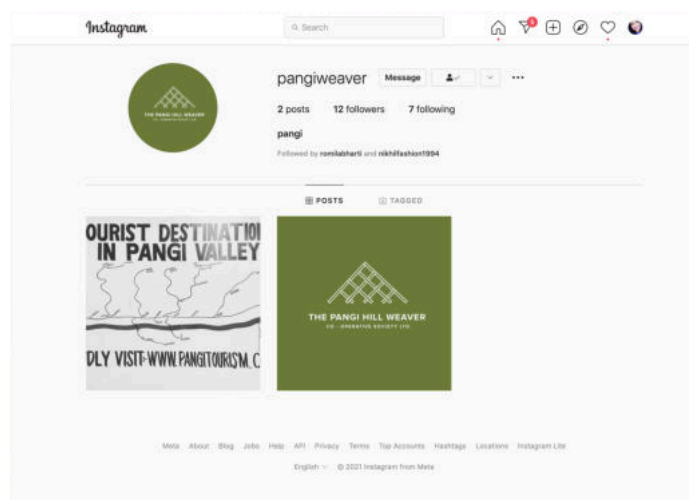 Instagram
Search
5
pangiweaver Message
2 posts 12 followers 7 following
pangi
Followed by romilabharti and nikhilfashion1994
THE PANGI HILL WEAVER
POSTS TAGGED
OURIST DESTINATIO
IN PANGI VALLEY
DLY VISIT-WWW.PANGITOURISM.C
THE PANGI HILL WEAVER
CO - OPERATIVE SOCIETY LTD.
Meta About Blog Jobs Help API Privacy Terms Top Accounts Hashtags Locations Instagram Lite
English © 2021 Instagram from Meta